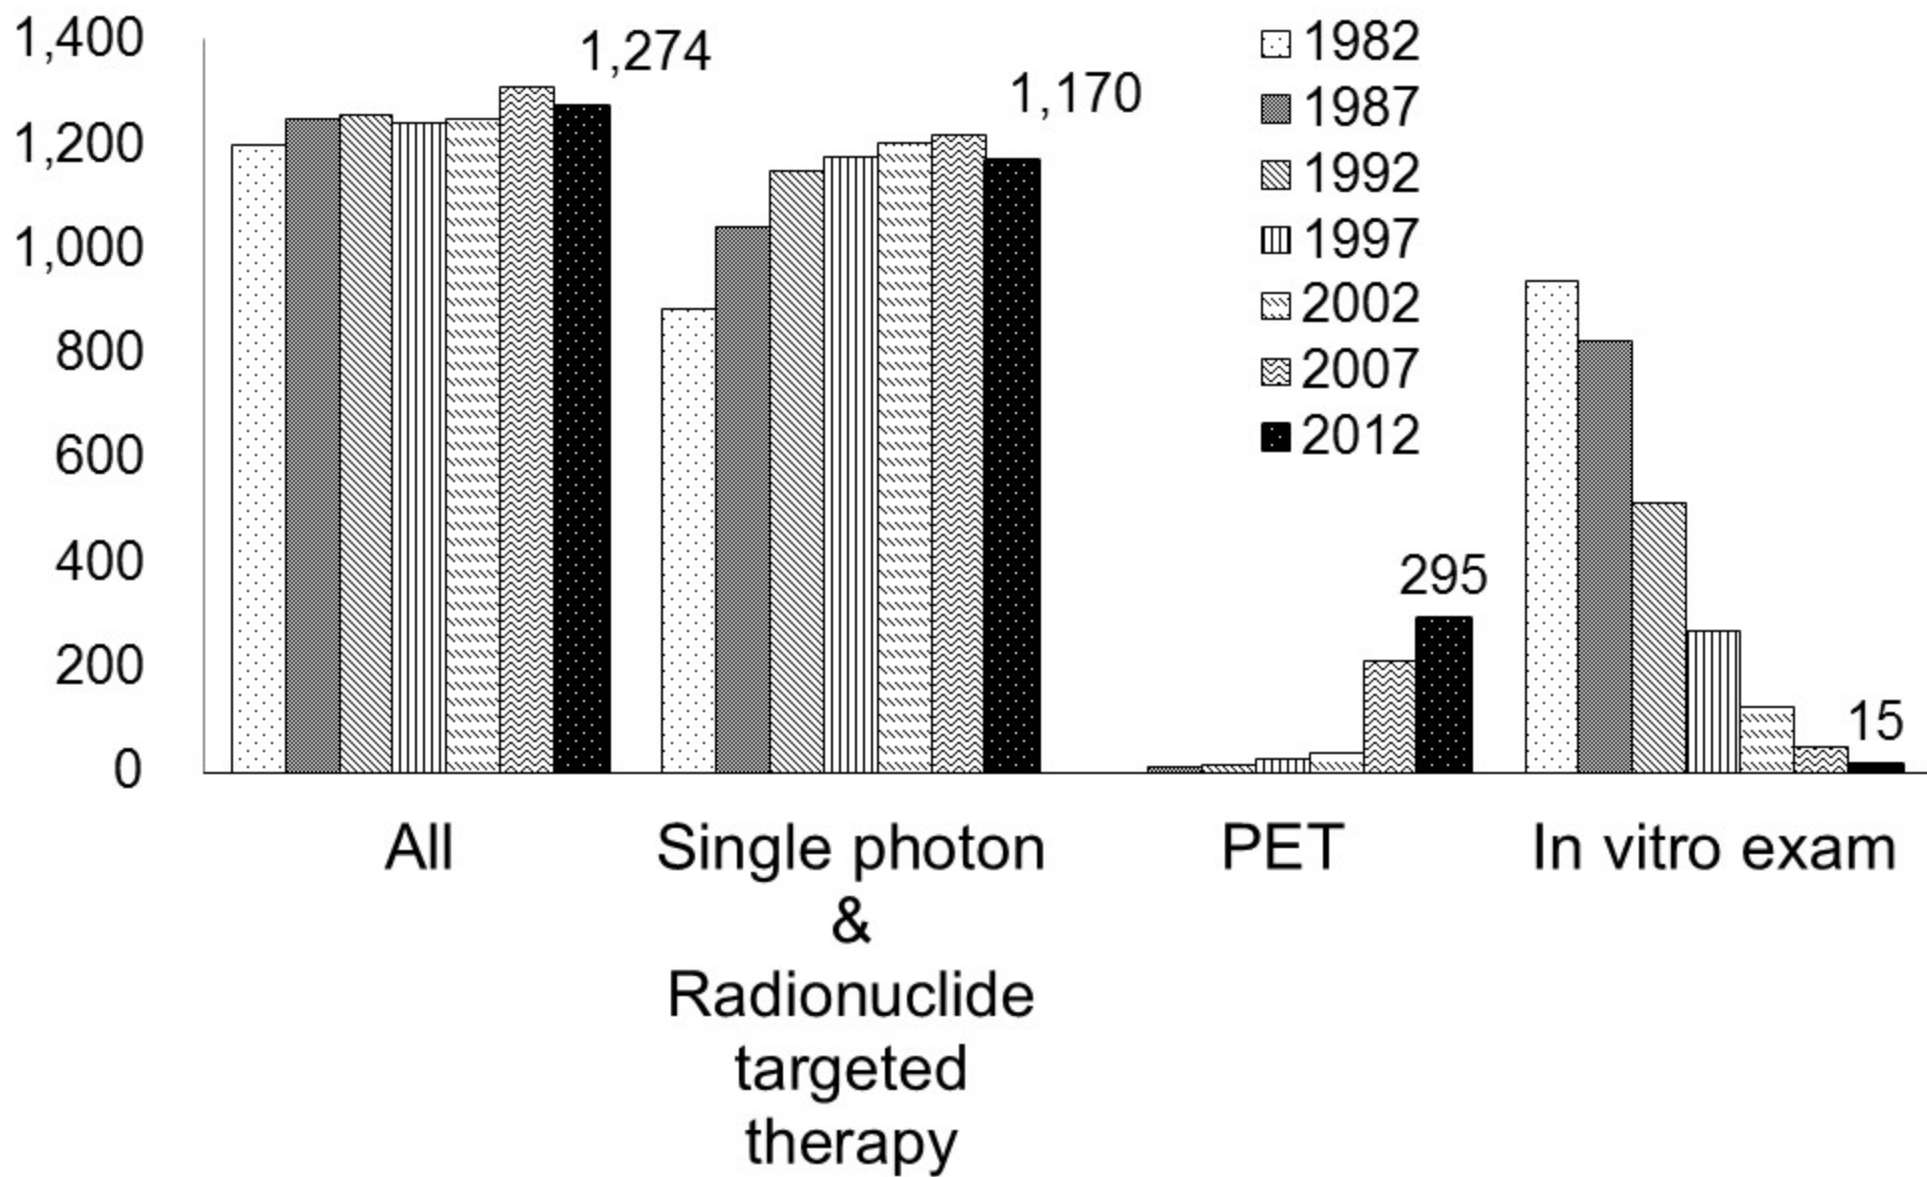 1,400
1,200
1,000
800
600
400
200
0
1,274
1,170
295
15
1982
1987
1992
1997
2002
2007
2012
All
Single photon
&
Radionuclide
targeted
therapy
PET
In vitro exam